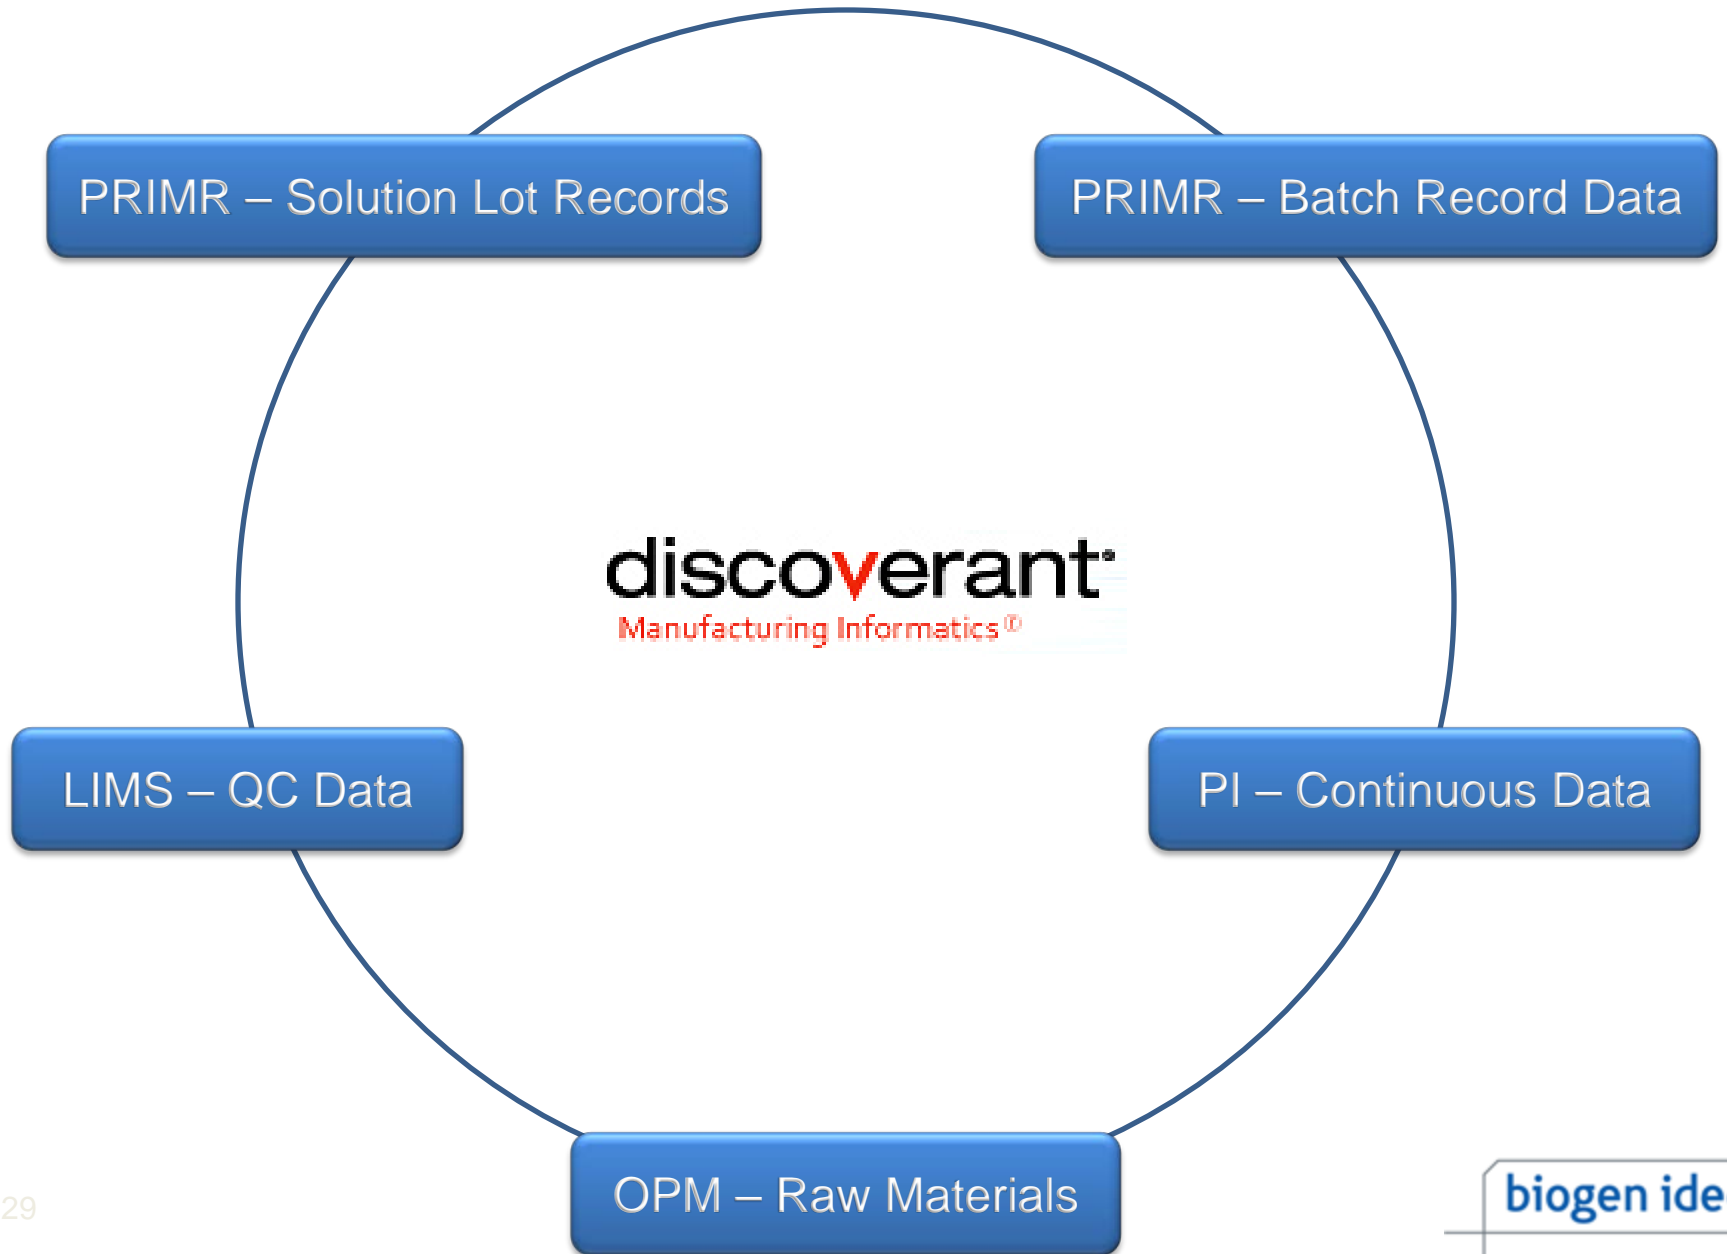 PRIMR – Solution Lot Records
PRIMR – Batch Record Data
discoverant®
Manufacturing Informatics®
LIMS – QC Data
PI – Continuous Data
OPM – Raw Materials
29
biogen ide